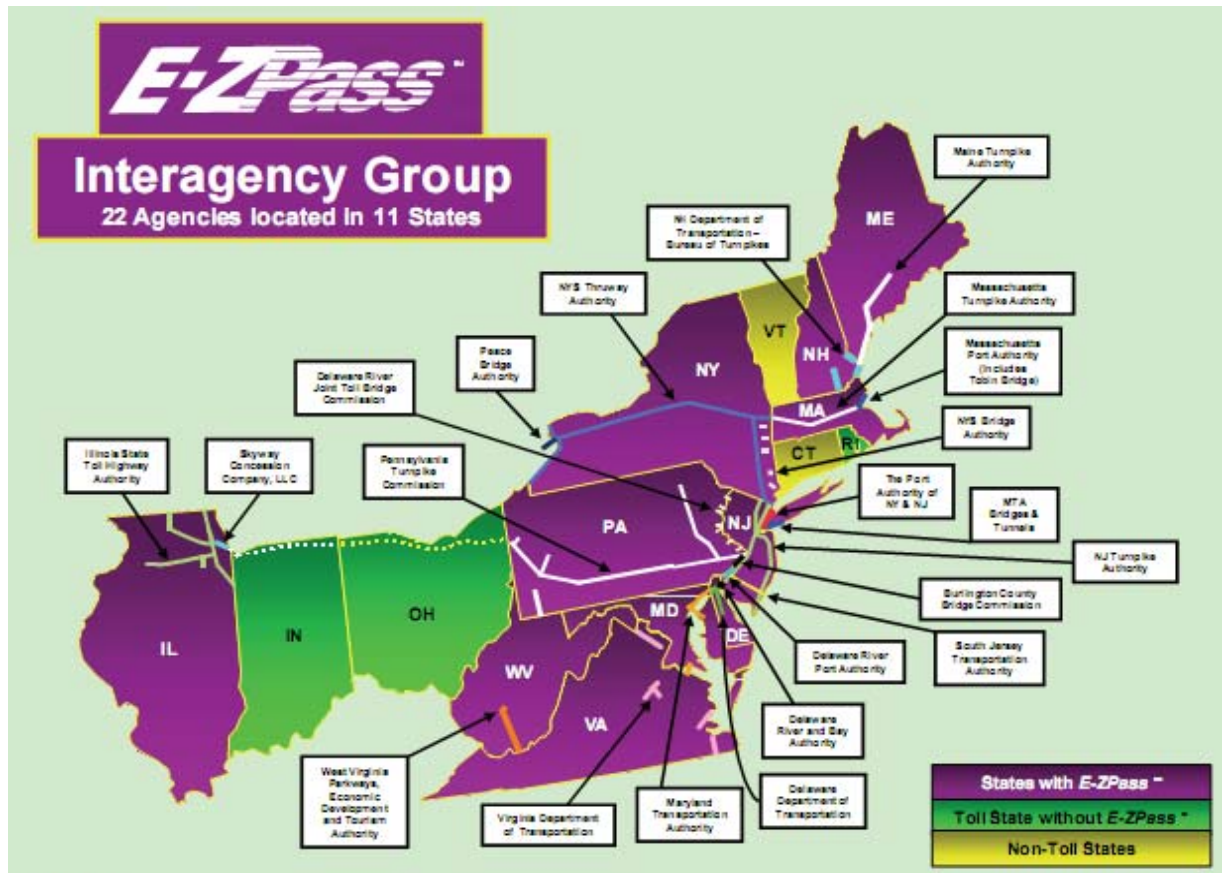 E-ZPass SM
Interagency Group
22 Agencies located in 11 States
Maine Turnpike
Authority
ME
NH Department of
Transportation –
Bureau of Turnpikes
NYS Thruway
Authority
Massachusetts
Turnpike Authority
VT
NH
Peace
Bridge
Authority
Massachusetts
Port Authority
(Includes
Tobin Bridge)
NY
Delaware River
Joint Toll Bridge
Commission
MA
NYS Bridge
Authority
CT
RI
Illinois State
Toll Highway
Authority
Skyway
Concession
Company, LLC
Pennsylvania
Turnpike
Commission
The Port
Authority of
NY & NJ
MTA
Bridges &
Tunnels
PA
NJ
NJ Turnpike
Authority
Burlington County
Bridge Commission
OH
MD
IN
DE
IL
WV
Delaware River
Port Authority
South Jersey
Transportation
Authority
VA
Delaware
River and Bay
Authority
West Virginia
Parkways,
Economic
Development
and Tourism
Authority
Virginia Department
of Transportation
Maryland
Transportation
Authority
Delaware
Department of
Transportation
States with E-ZPass SM
Toll State without E-ZPass SM
Non-Toll States